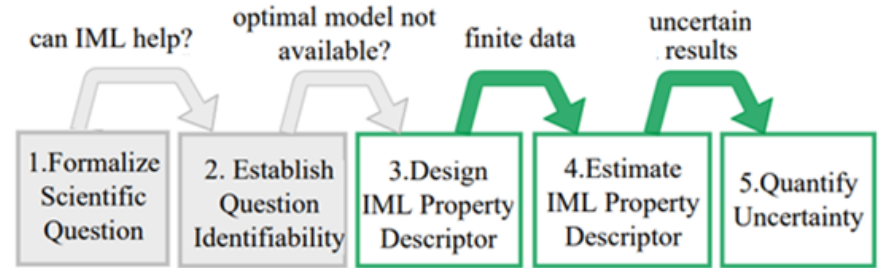 can IML help?
optimal model not
available?
finite data
uncertain
results
1.Formalize
Scientific
Question
2. Establish
Question
Identifiability
3.Design
IML Property
Descriptor
4.Estimate
IML Property
Descriptor
5.Quantify
Uncertainty